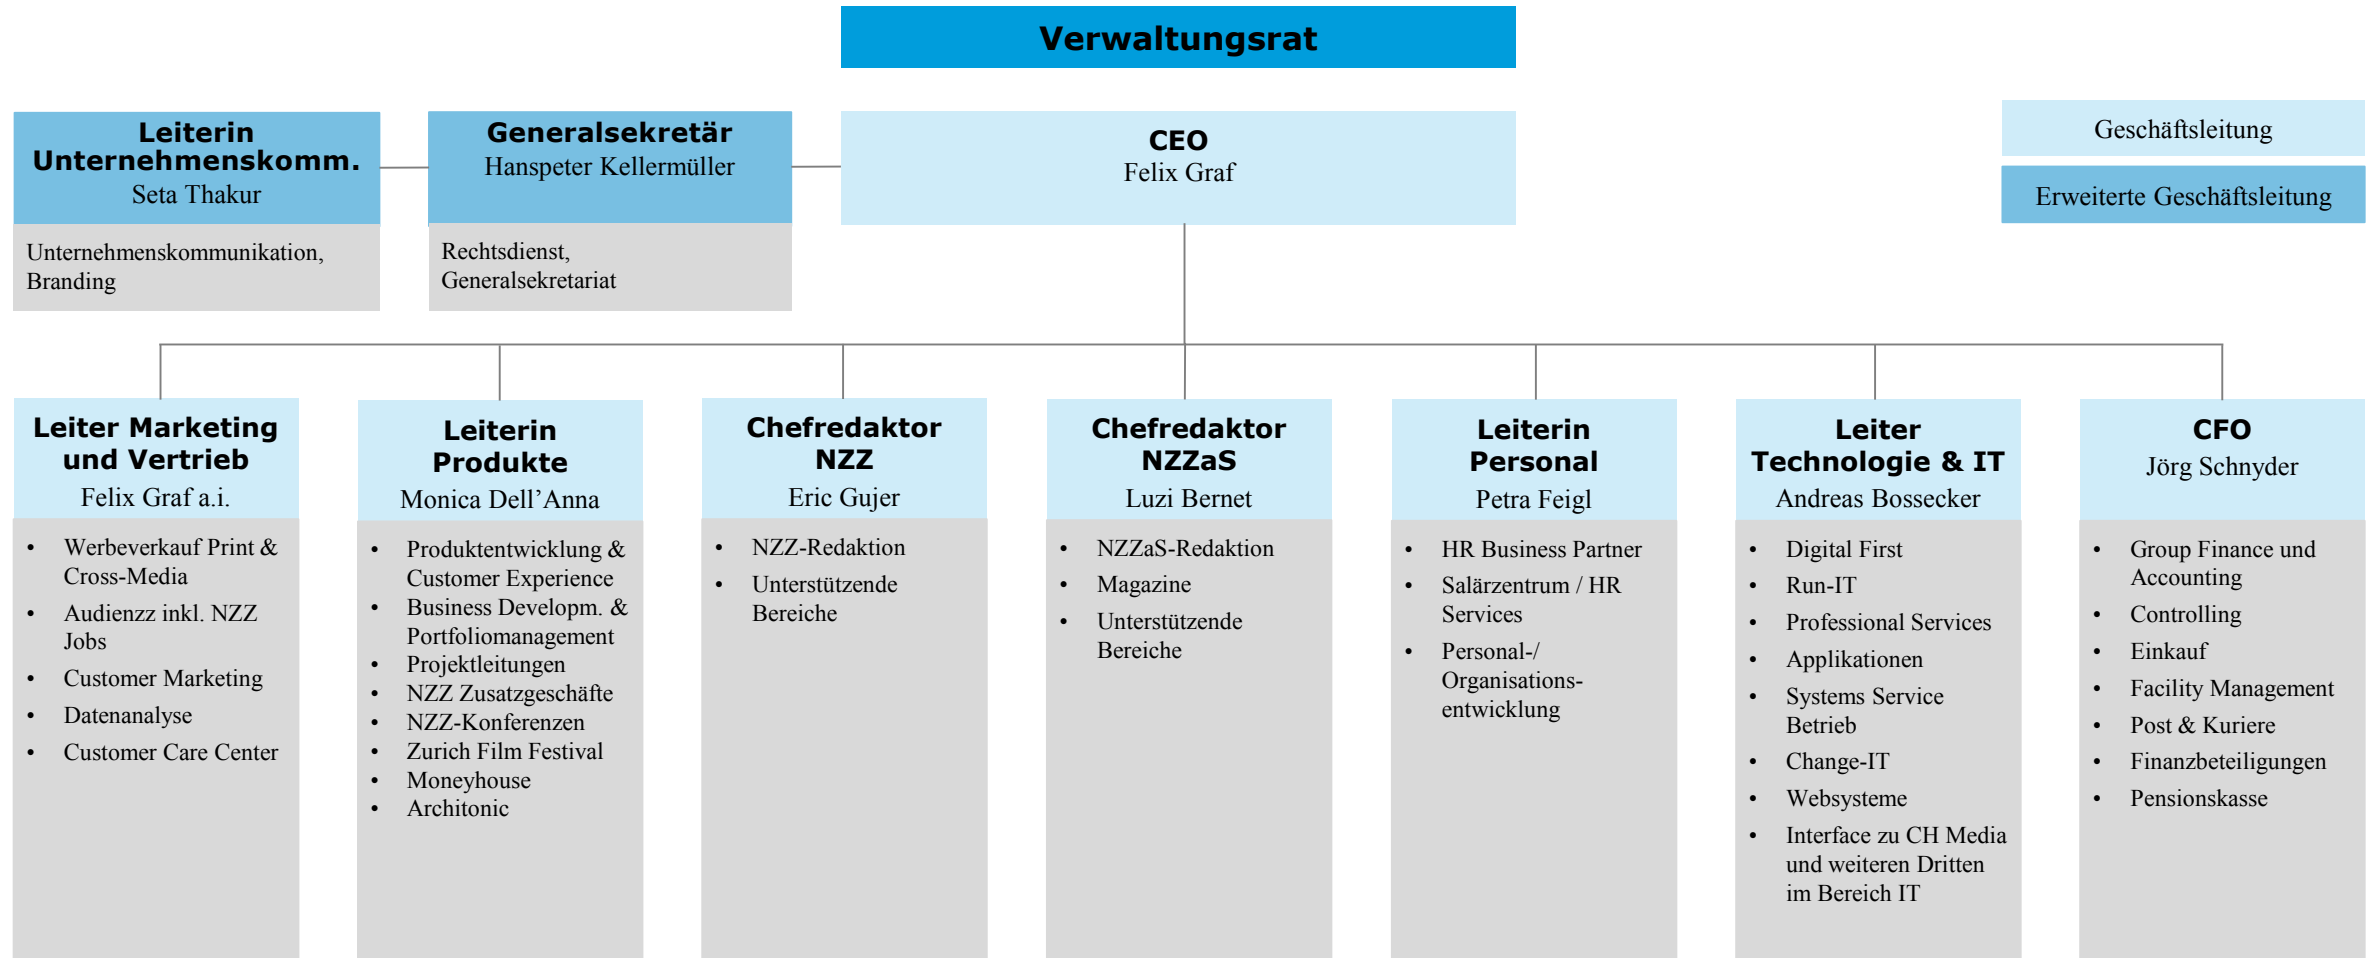 Verwaltungsrat
Leiterin
Unternehmenskomm.
Seta Thakur
Unternehmenskommunikation,
Branding
Generalsekretär
Hanspeter Kellermüller
Rechtsdienst,
Generalsekretariat
CEO
Felix Graf
Geschäftsleitung
Erweiterte Geschäftsleitung
Leiter Marketing
und Vertrieb
Felix Graf a.i.
• Werbeverkauf Print &
Cross-Media
• Audienzz inkl. NZZ
Jobs
• Customer Marketing
• Datenanalyse
• Customer Care Center
Leiterin
Produkte
Monica Dell’Anna
• Produktentwicklung &
Customer Experience
• Business Developm. &
Portfoliomanagement
• Projektleitungen
• NZZ Zusatzgeschäfte
• NZZ-Konferenzen
• Zurich Film Festival
• Moneyhouse
• Architonic
Chefredaktor
NZZ
Eric Gujer
• NZZ-Redaktion
• Unterstützende
Bereiche
Chefredaktor
NZZaS
Luzi Bernet
• NZZaS-Redaktion
• Magazine
• Unterstützende
Bereiche
Leiterin
Personal
Petra Feigl
• HR Business Partner
• Salärzentrum / HR
Services
• Personal-/
Organisations-
entwicklung
Leiter
Technologie & IT
Andreas Bossecker
• Digital First
• Run-IT
• Professional Services
• Applikationen
• Systems Service
Betrieb
• Change-IT
• Websysteme
• Interface zu CH Media
und weiteren Dritten
im Bereich IT
CFO
Jörg Schnyder
• Group Finance und
Accounting
• Controlling
• Einkauf
• Facility Management
• Post & Kuriere
• Finanzbeteiligungen
• Pensionskasse